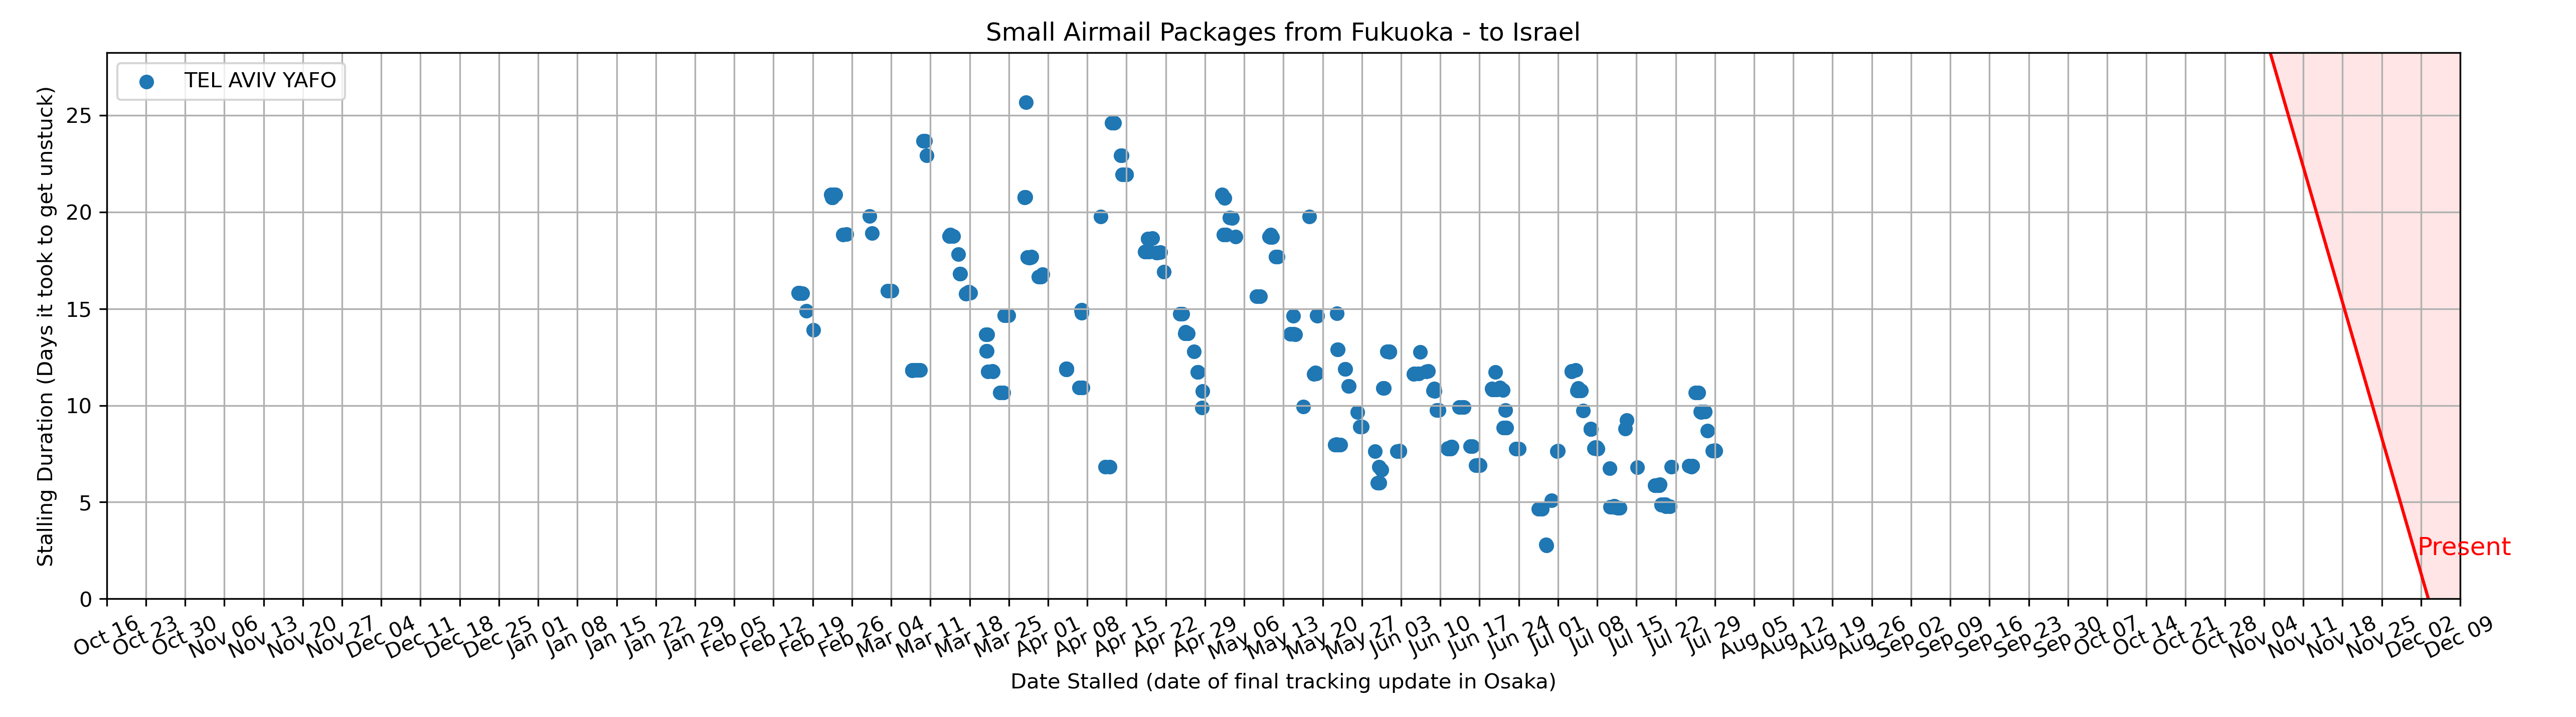 Small Airmail Packages from Fukuoka - to Israel
TEL AVIV YAFO
Stalling Duration (Days it took to get unstuck)
25
20
15
10
5
0
Present
Oct 16
Oct 23
Oct 30
Nov 06
Nov 13
Nov 20
Nov 27
Dec 04
Dec 11
Dec 18
Dec 25
Jan 01
Jan 08
Jan 15
Jan 22
Jan 29
Feb 05
Feb 12
Feb 19
Feb 26
Mar 04
Mar 11
Mar 18
Mar 25
Apr 01
Apr 08
Apr 15
Apr 22
Apr 29
May 06
May 13
May 20
May 27
Jun 03
Jun 10
Jun 17
Jun 24
Jul 01
Jul 08
Jul 15
Jul 22
Jul 29
Aug 05
Aug 12
Aug 19
Aug 26
Sep 02
Sep 09
Sep 16
Sep 23
Sep 30
Oct 07
Oct 14
Oct 21
Oct 28
Nov 04
Nov 11
Nov 18
Nov 25
Dec 02
Dec 09
Date Stalled (date of final tracking update in Osaka)